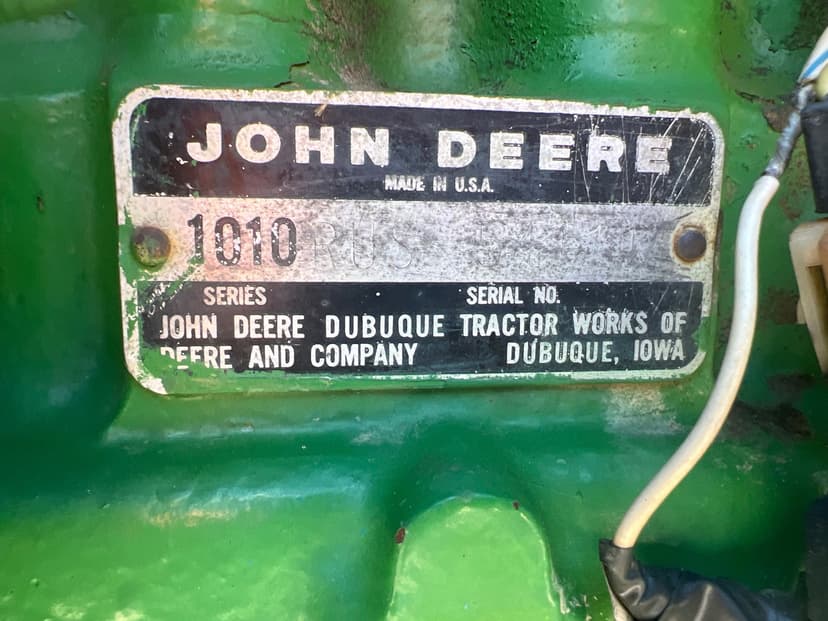 JOHN DEERE
MADE IN U.S.A.
1010 RUS
SERIES SERIAL NO.
JOHN DEERE DUBUQUE TRACTOR WORKS OF
DEERE AND COMPANY DUBUQUE, IOWA